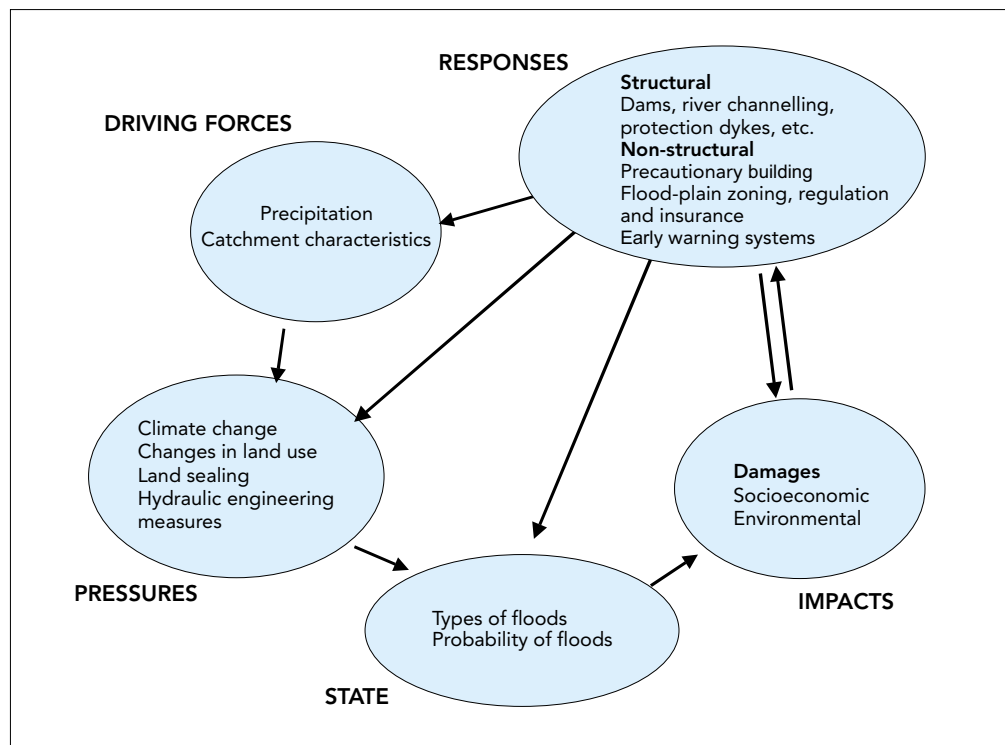 RESPONSES
Structural
Dams, river channelling,
protection dykes, etc.
Non-structural
Precautionary building
Flood-plain zoning, regulation
and insurance
Early warning systems
DRIVING FORCES
Precipitation
Catchment characteristics
Climate change
Changes in land use
Land sealing
Hydraulic engineering
measures
PRESSURES
Types of floods
Probability of floods
STATE
Damages
Socioeconomic
Environmental
IMPACTS